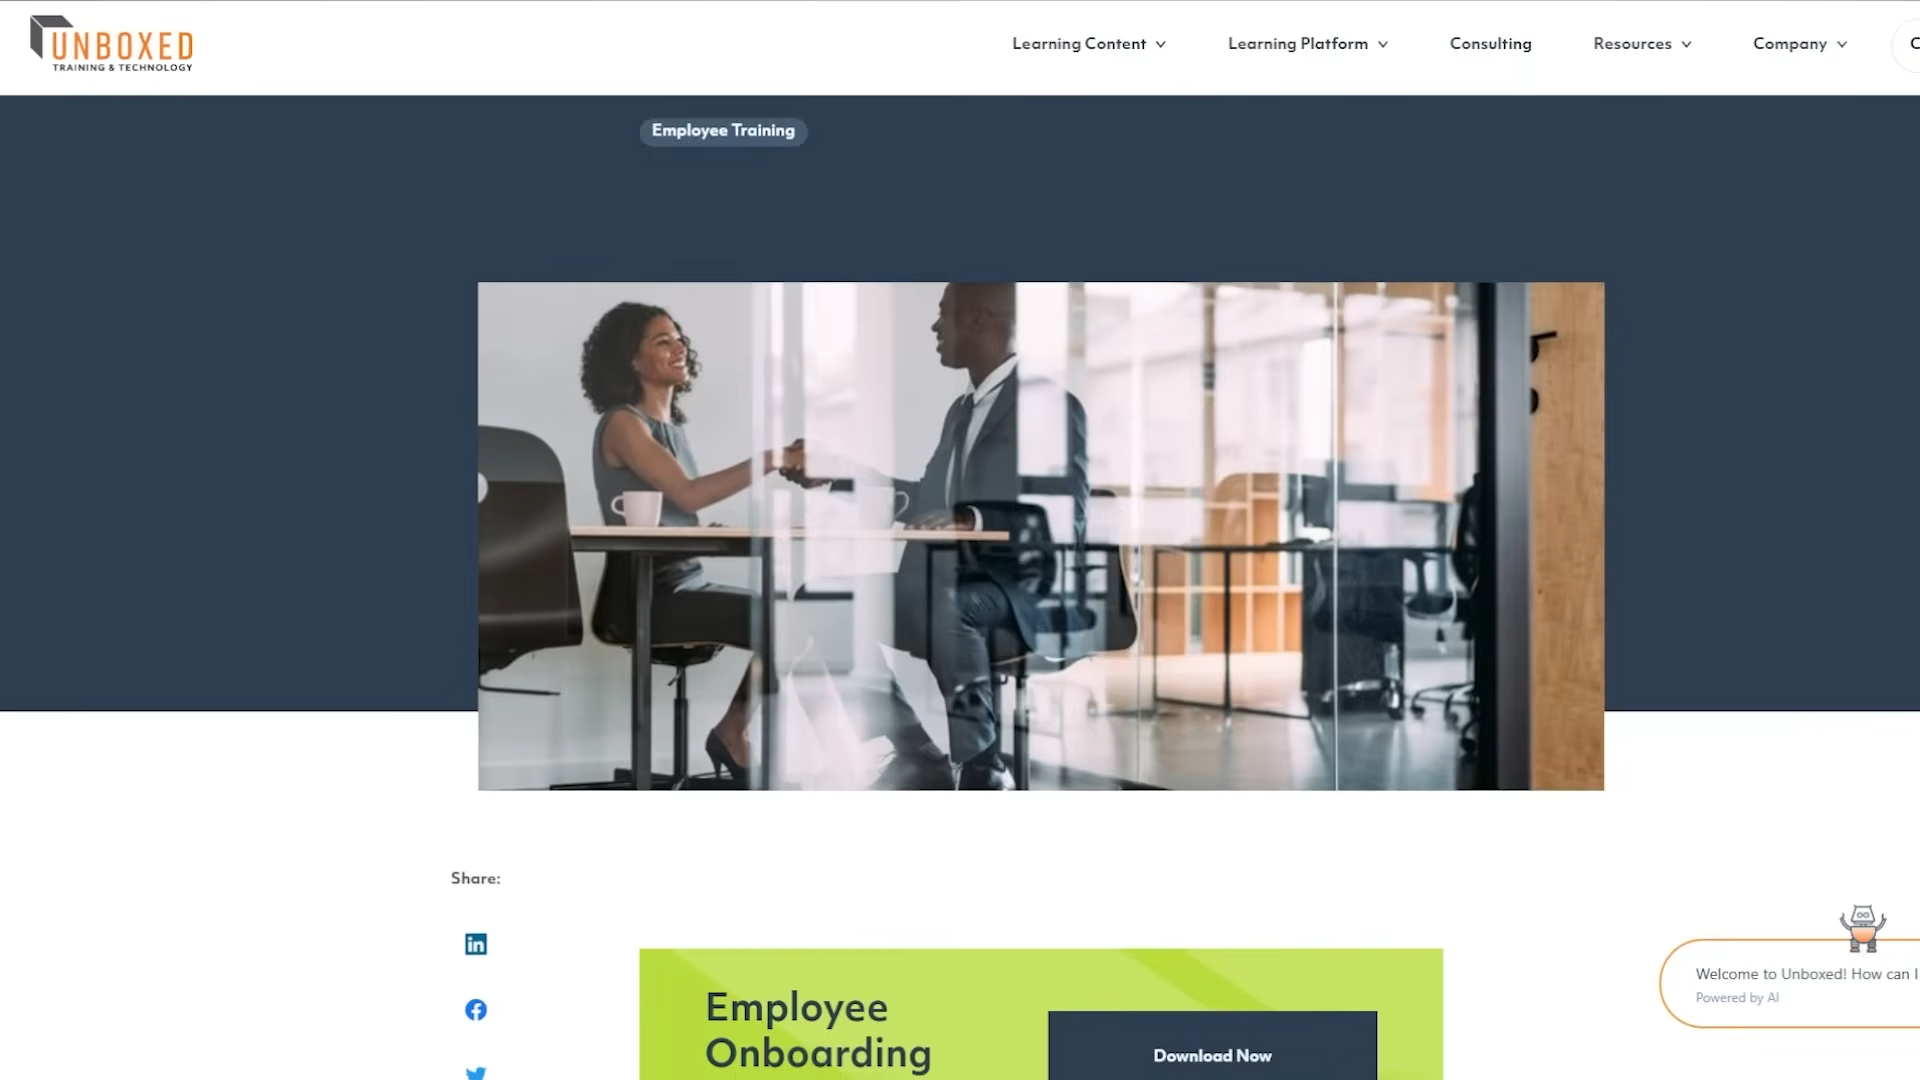 UNBOXED
TRAINING & TECHNOLOGY
Learning Content
Learning Platform
Consulting
Resources
Company
Employee Training
Share:
Employee
Onboarding
Download Now
Welcome to Unboxed! How can I
Powered by AI